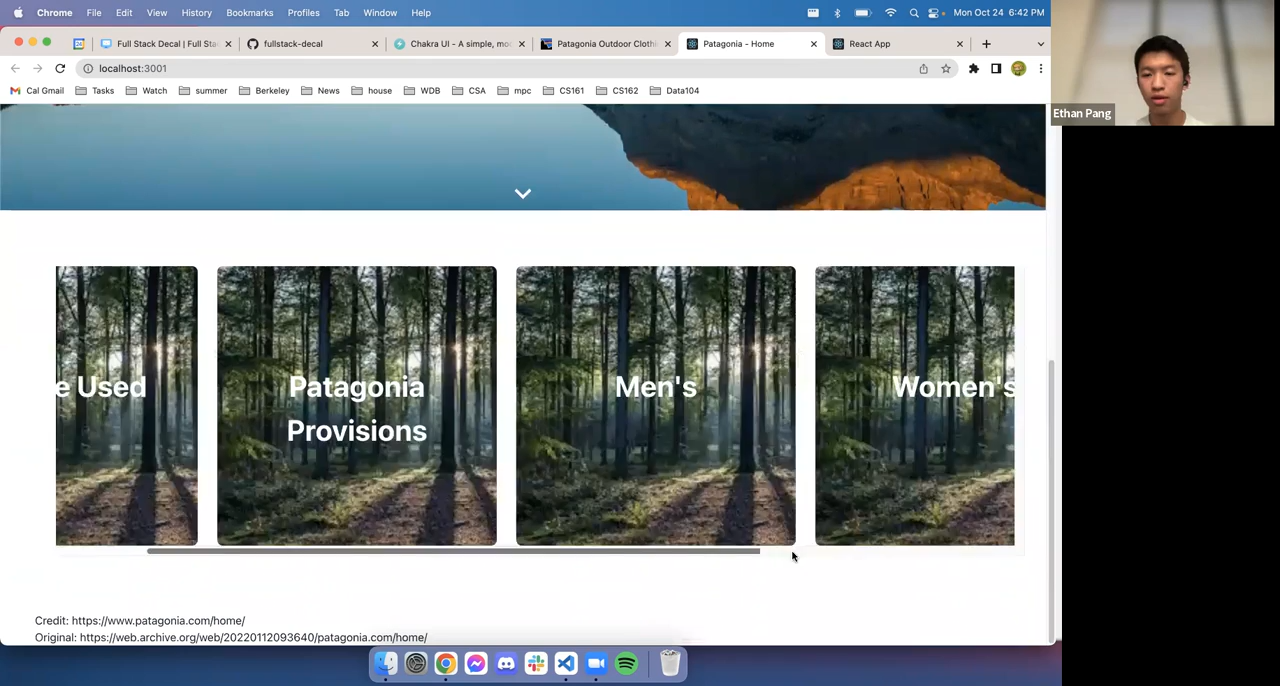 Chrome File Edit View History Bookmarks Profiles Tab Window Help Mon Oct 24 6:42 PM
Full Stack Decal | Full Sta fullstack-decal Chakra UI - A simple, mo Patagonia Outdoor Clothi Patagonia - Home React App
localhost:3001
Cal Gmail Tasks Watch summer Berkeley News house WDB CSA mpc CS161 CS162 Data104
Ethan Pang
e Used
Patagonia
Provisions
Men's
Women's
Credit: https://www.patagonia.com/home/
Original: https://web.archive.org/web/20220112093640/patagonia.com/home/